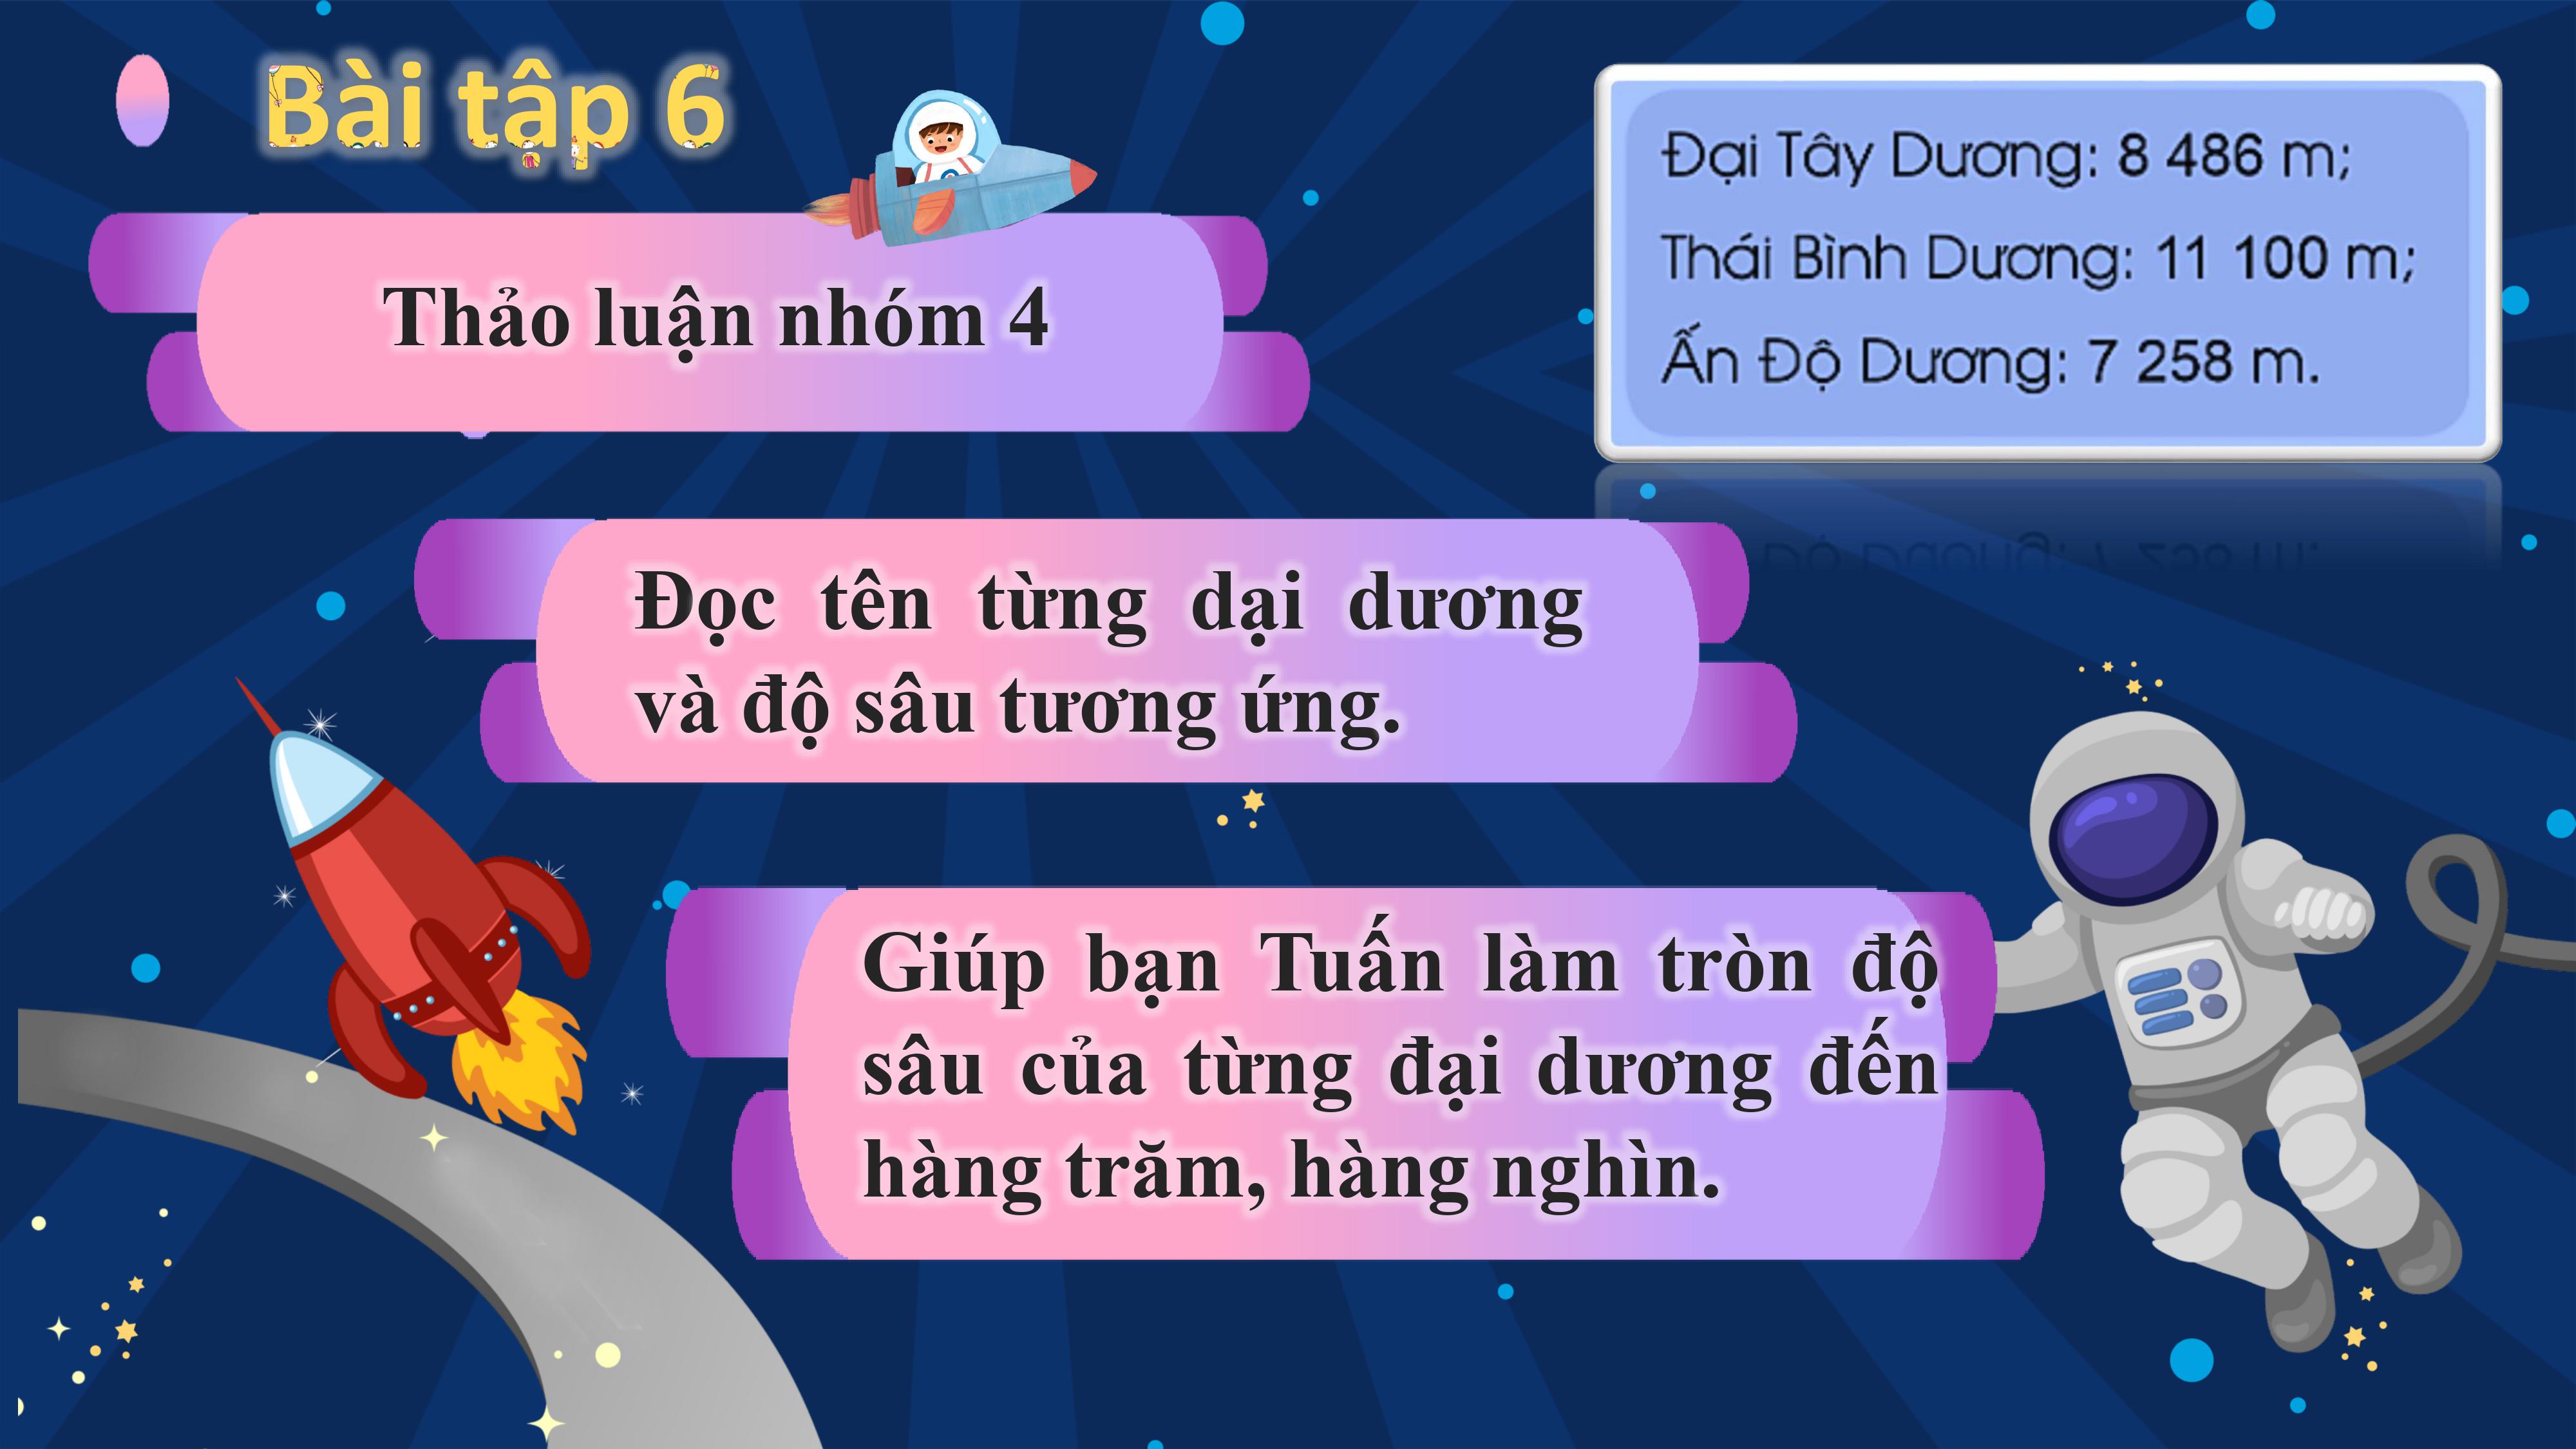 Bài tập 6
Đại Tây Dương: 8 486 m;
Thái Bình Dương: 11 100 m;
Ấn Độ Dương: 7 258 m.
Thảo luận nhóm 4
Đọc tên từng dại dương
và độ sâu tương ứng.
Giúp bạn Tuấn làm tròn độ
sâu của từng đại dương đến
hàng trăm, hàng nghìn.